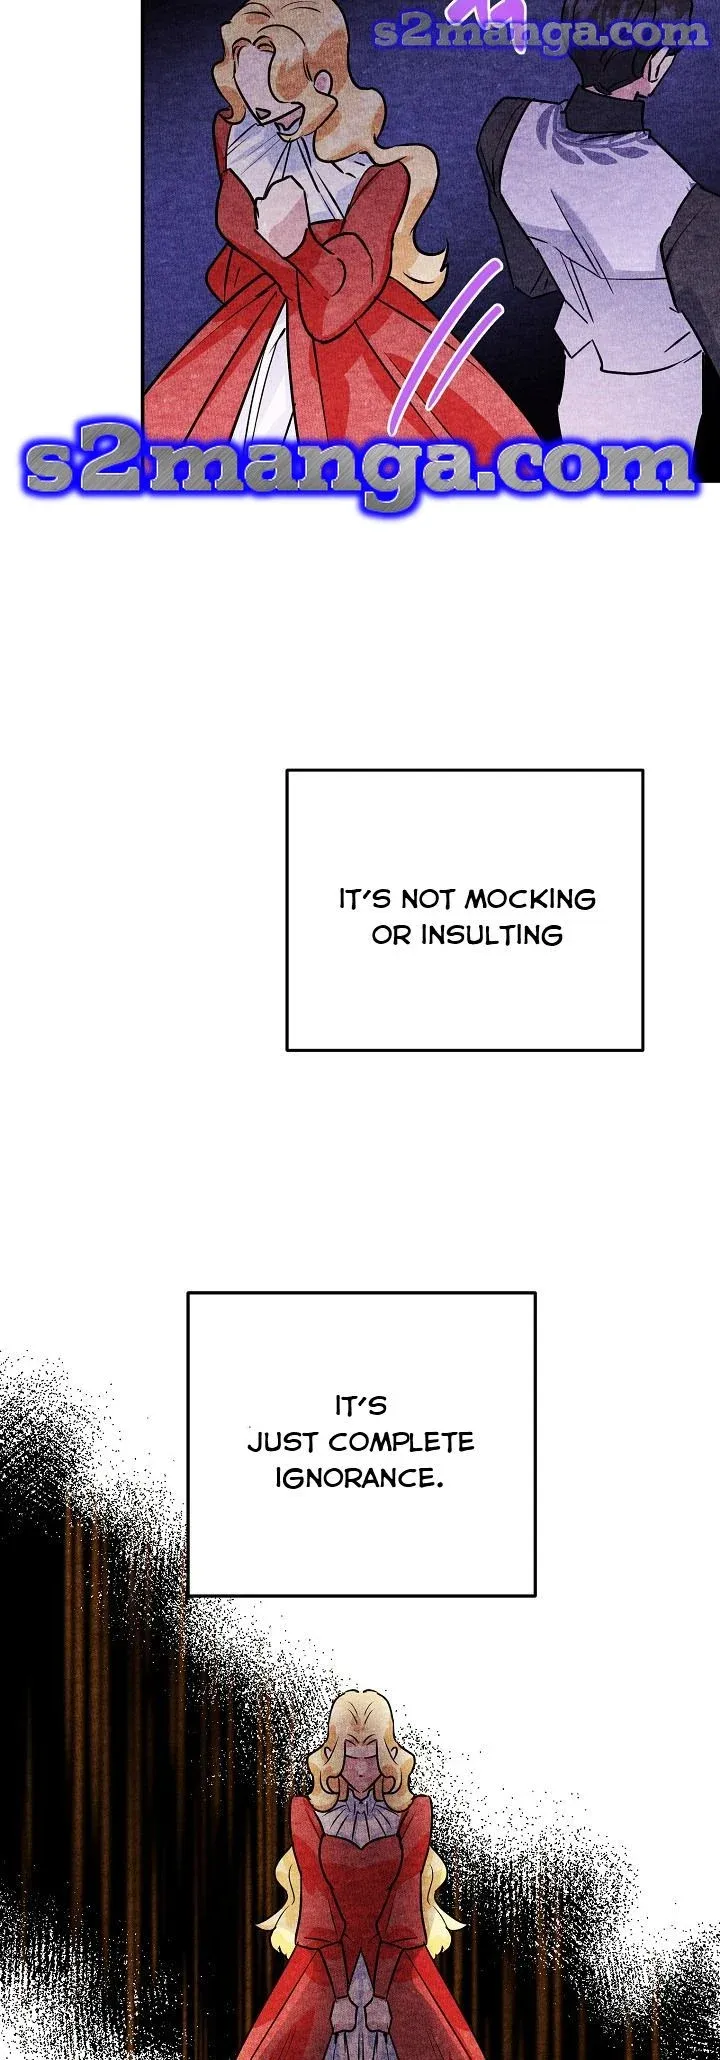 s2manga.com
s2manga.com
IT'S NOT MOCKING
OR INSULTING
IT'S
JUST COMPLETE
IGNORANCE.